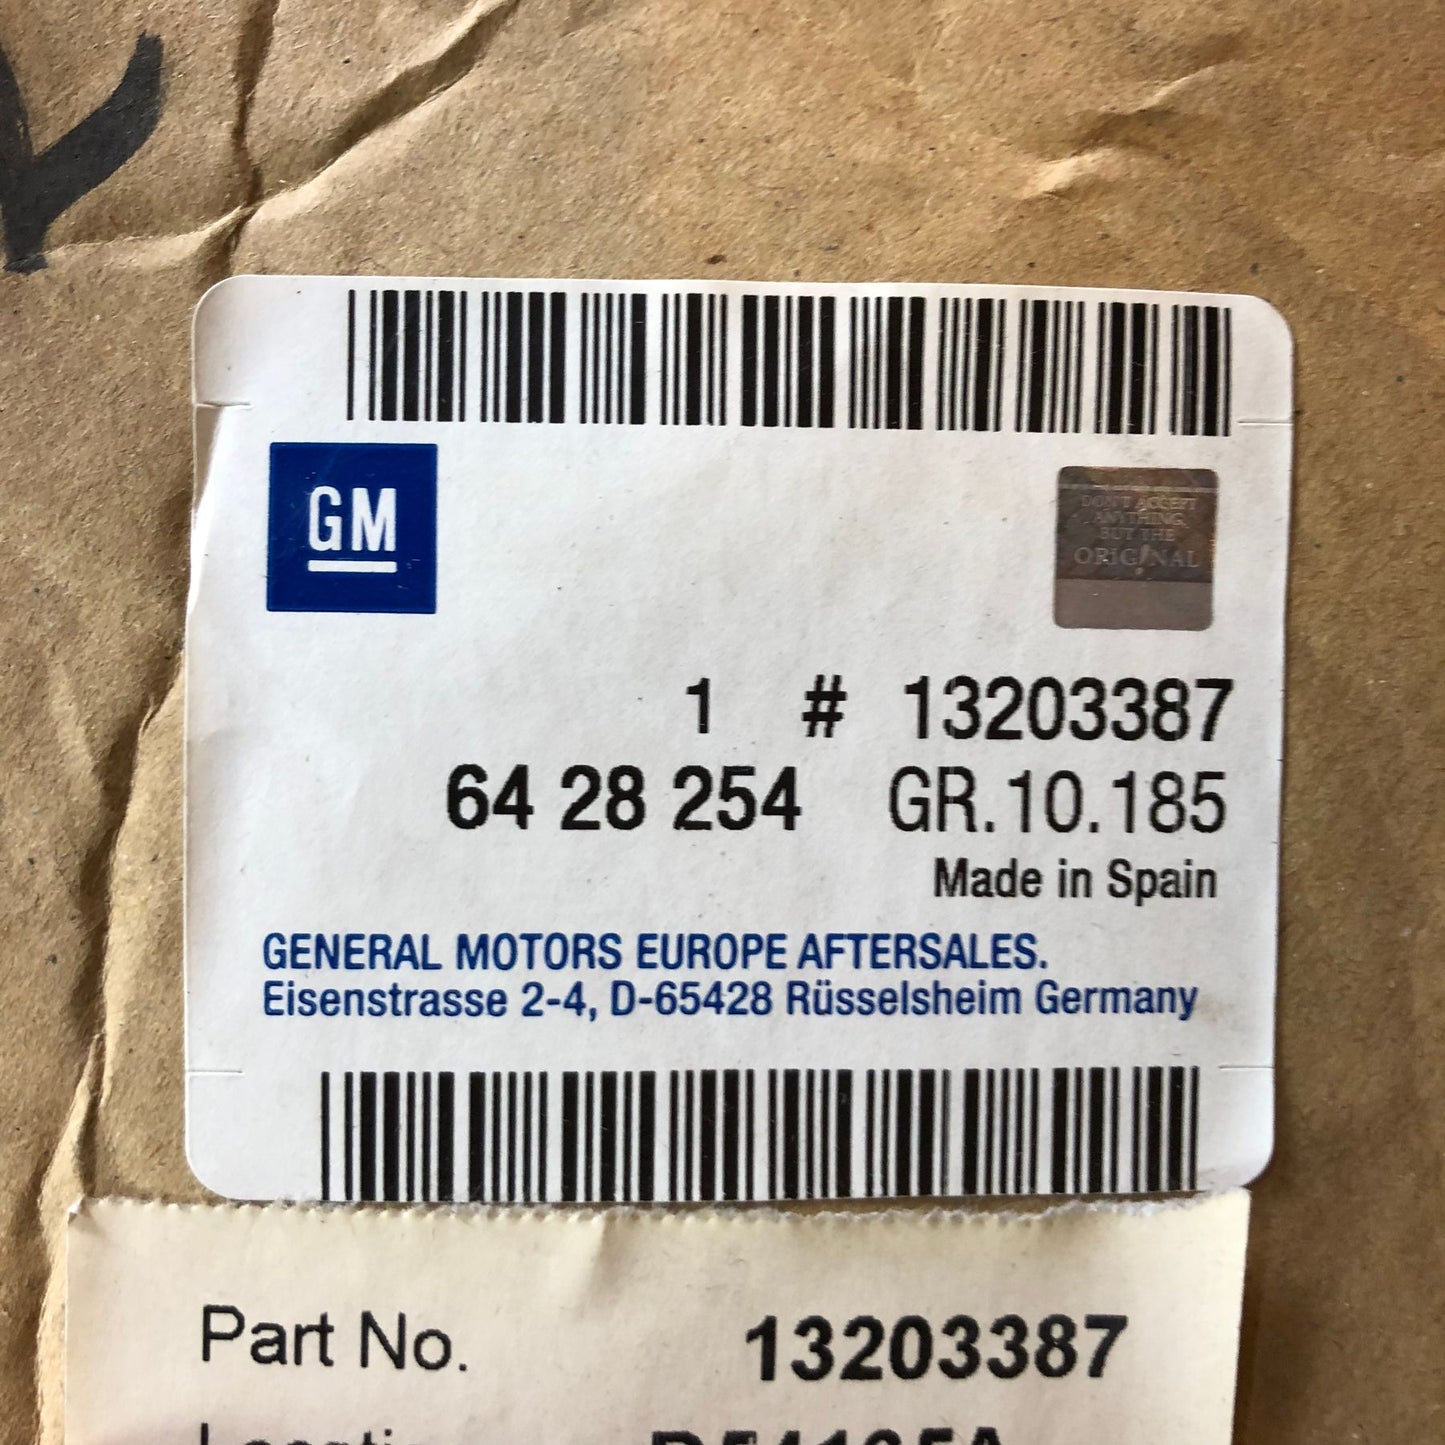 GM
DON'T ACCEPT
ANYTHING
BUT THE
ORIGINAL
1 # 13203387
64 28 254 GR.10.185
Made in Spain
GENERAL MOTORS EUROPE AFTERSALES.
Eisenstrasse 2-4, D-65428 Rüsselsheim Germany
Part No. 13203387